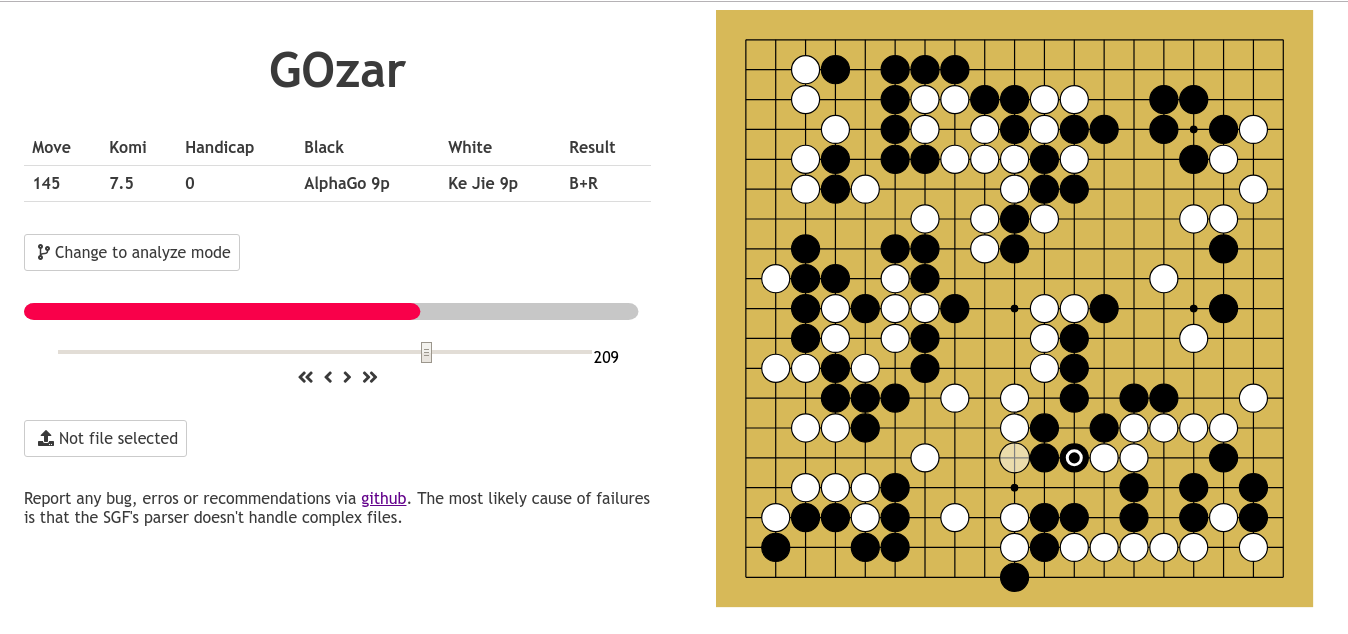 GOzar
Move Komi Handicap Black White Result
145 7.5 0 AlphaGo 9p Ke Jie 9p B+R
Change to analyze mode
209
Not file selected
Report any bug, erros or recommendations via github. The most likely cause of failures
is that the SGF's parser doesn't handle complex files.